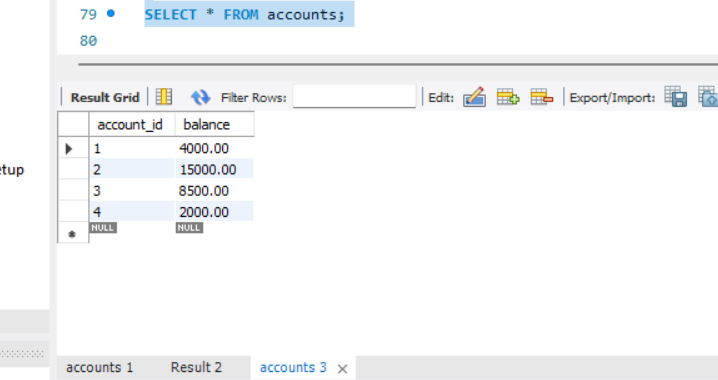 79 SELECT * FROM accounts;
80
Result Grid Filter Rows: Edit: Export/Import:
account_id balance
1 4000.00
2 15000.00
3 8500.00
4 2000.00
NULL NULL
etup
accounts 1 Result 2 accounts 3